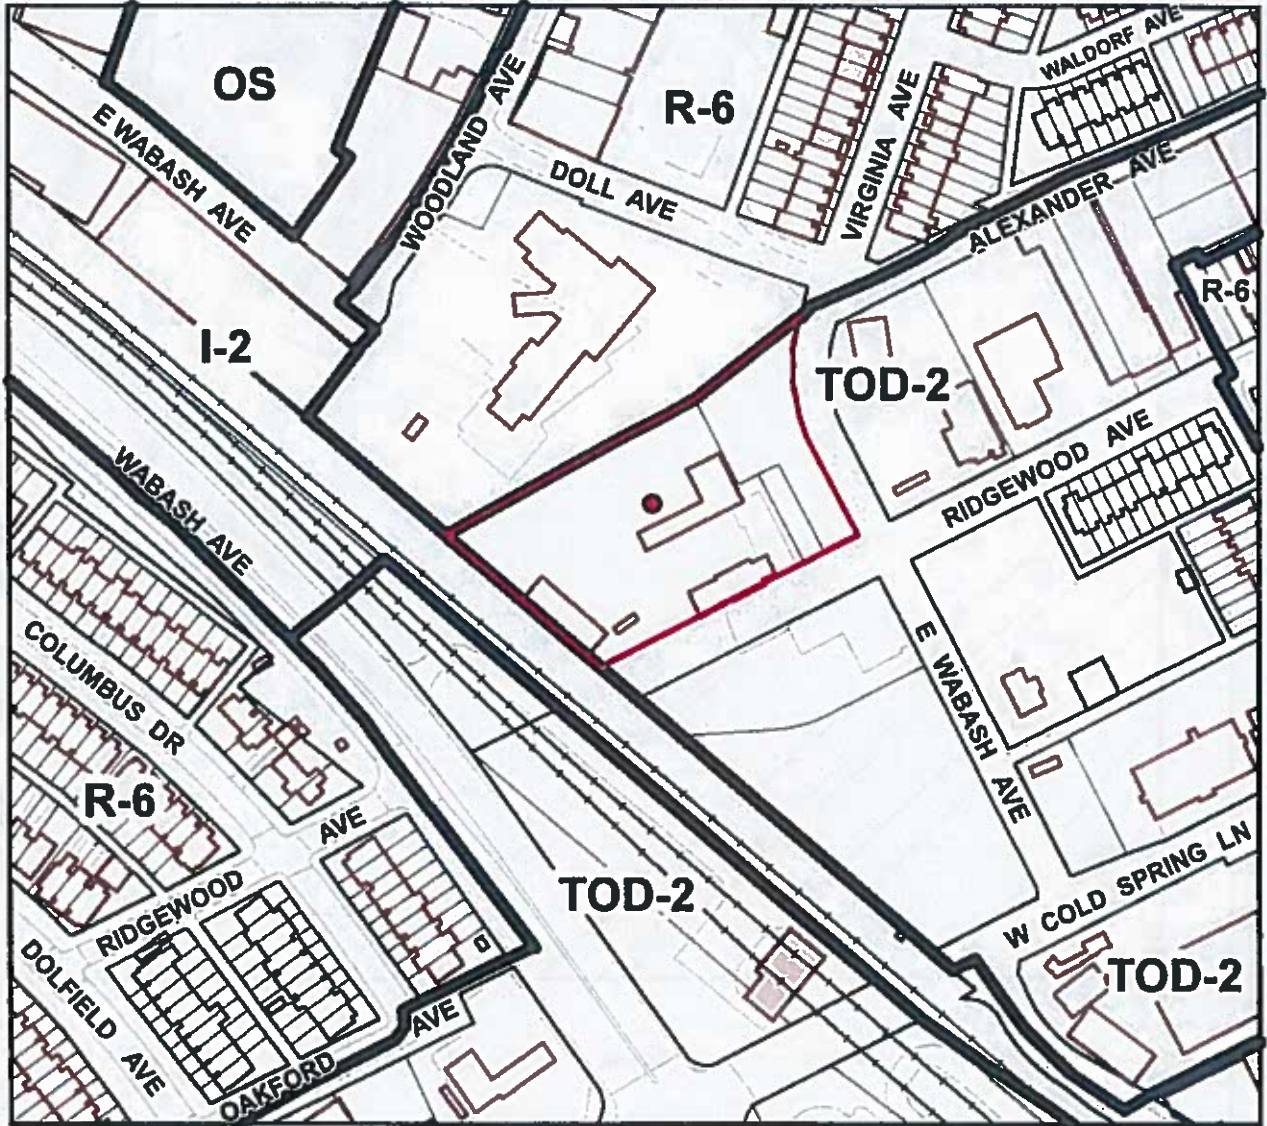 OS
E WABASH AVE
WOODLAND AVE
R-6
DOLL AVE
VIRGINIA AVE
WALDORF AVE
ALEXANDER AVE
R-6
I-2
TOD-2
RIDGEWOOD AVE
WABASH AVE
E WABASH AVE
COLUMBUS DR
R-6
RIDGEWOOD AVE
DOLFIELD AVE
OAKFORD AVE
TOD-2
W COLD SPRING LN
TOD-2